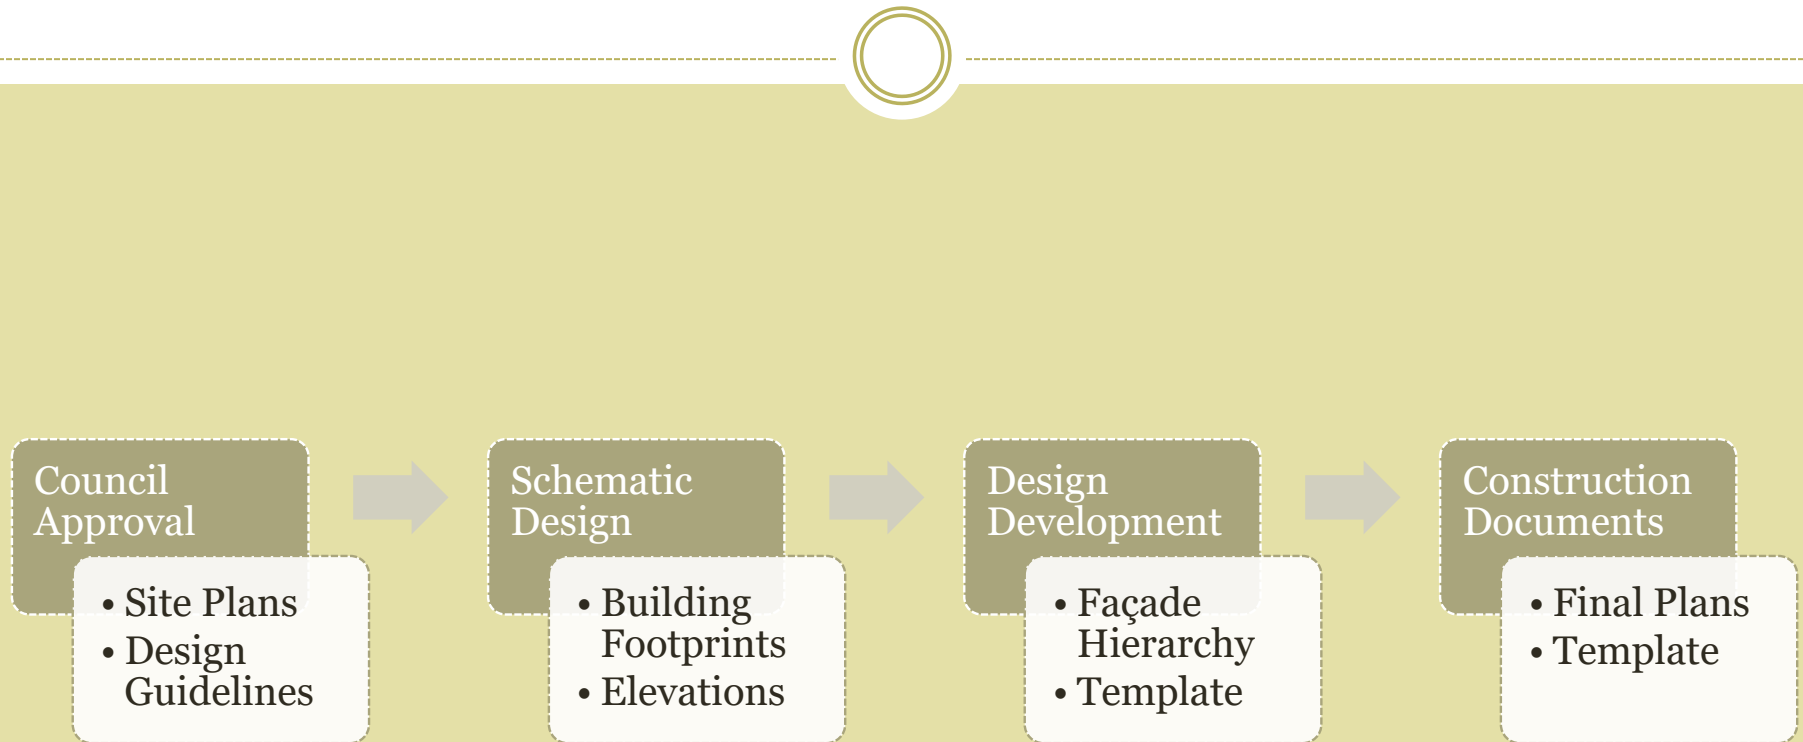 Council
Approval
• Site Plans
• Design
Guidelines
Schematic
Design
• Building
Footprints
• Elevations
Design
Development
• Façade
Hierarchy
• Template
Construction
Documents
• Final Plans
• Template